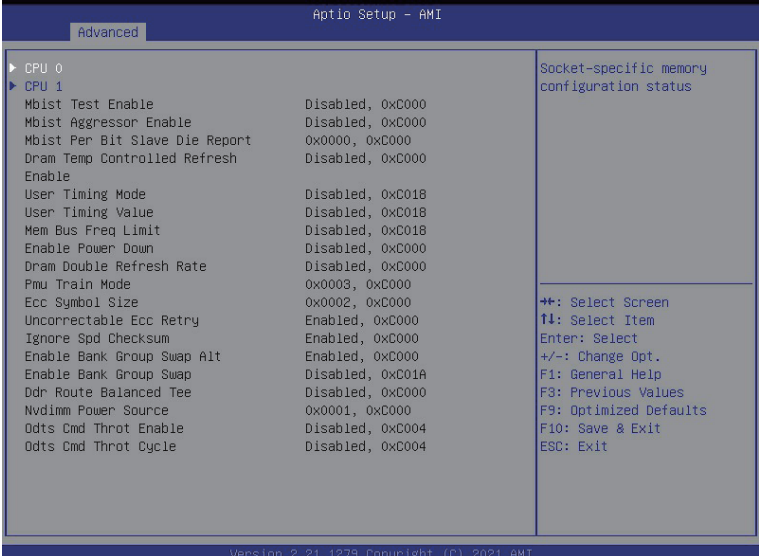 Aptio Setup – AMI
Advanced
CPU 0
CPU 1
Mbist Test Enable Disabled, 0xC000
Mbist Aggressor Enable Disabled, 0xC000
Mbist Per Bit Slave Die Report 0x0000, 0xC000
Dram Temp Controlled Refresh Disabled, 0xC000
Enable
User Timing Mode Disabled, 0xC018
User Timing Value Disabled, 0xC018
Mem Bus Freq Limit Disabled, 0xC018
Enable Power Down Disabled, 0xC000
Dram Double Refresh Rate Disabled, 0xC000
Pmu Train Mode 0x0003, 0xC000
Ecc Symbol Size 0x0002, 0xC000
Uncorrectable Ecc Retry Enabled, 0xC000
Ignore Spd Checksum Enabled, 0xC000
Enable Bank Group Swap Alt Enabled, 0xC000
Enable Bank Group Swap Disabled, 0xC01A
Ddr Route Balanced Tee Disabled, 0xC000
Nvdimm Power Source 0x0001, 0xC000
Odts Cmd Throt Enable Disabled, 0xC004
Odts Cmd Throt Cycle Disabled, 0xC004
Socket-specific memory
configuration status
→←: Select Screen
↑↓: Select Item
Enter: Select
+/-: Change Opt.
F1: General Help
F3: Previous Values
F9: Optimized Defaults
F10: Save & Exit
ESC: Exit
Version 2.21.1279 Copyright (C) 2021 AMI